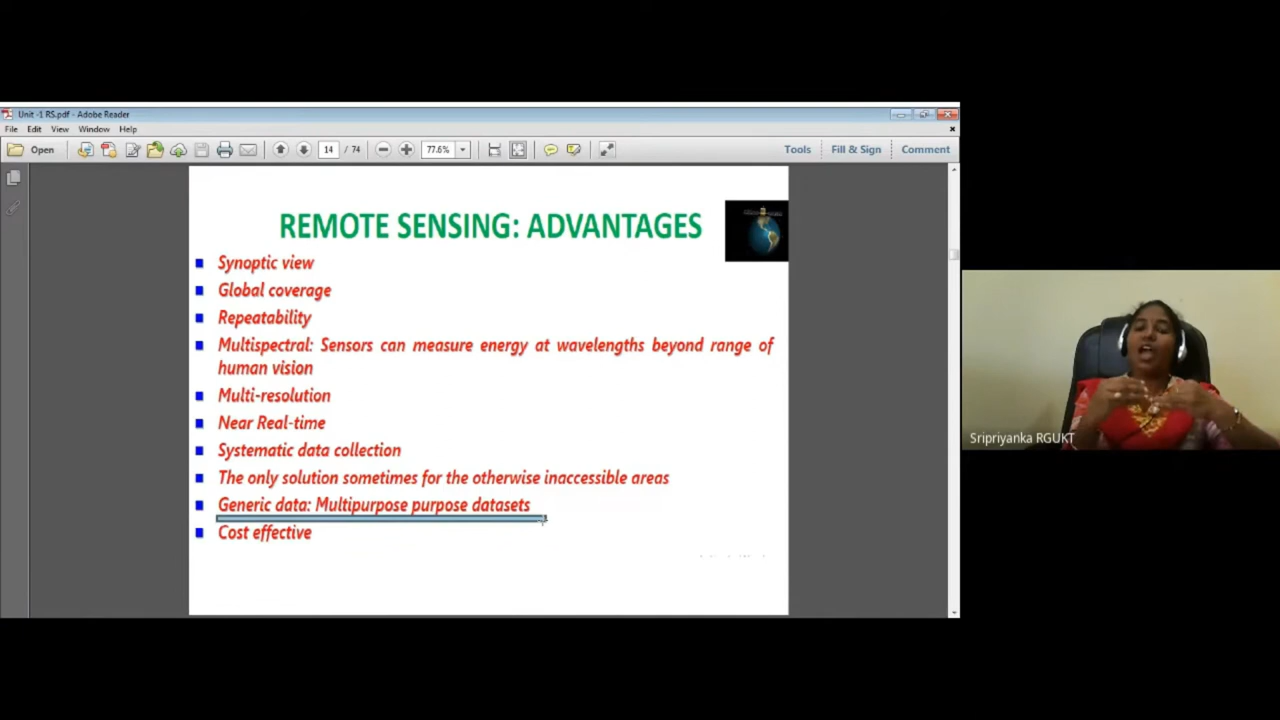 Unit -1 RS.pdf - Adobe Reader
File Edit View Window Help
Open 14 / 74 77.6% Tools Fill & Sign Comment
REMOTE SENSING: ADVANTAGES
Synoptic view
Global coverage
Repeatability
Multispectral: Sensors can measure energy at wavelengths beyond range of
human vision
Multi-resolution
Near Real-time
Systematic data collection
The only solution sometimes for the otherwise inaccessible areas
Generic data: Multipurpose purpose datasets
Cost effective
Sripriyanka RGUKT